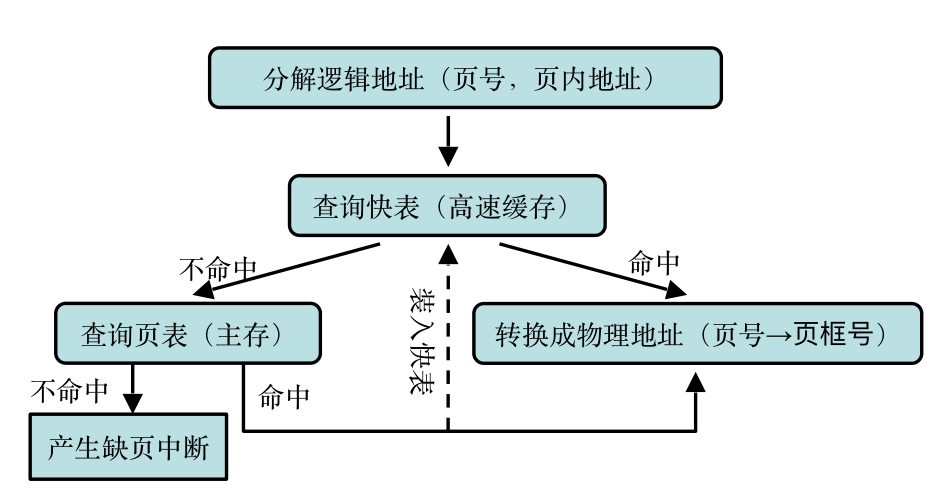 分解逻辑地址（页号，页内地址）
查询快表（高速缓存）
不命中
命中
装入快表
查询页表（主存）
转换成物理地址（页号→页框号）
不命中
命中
产生缺页中断